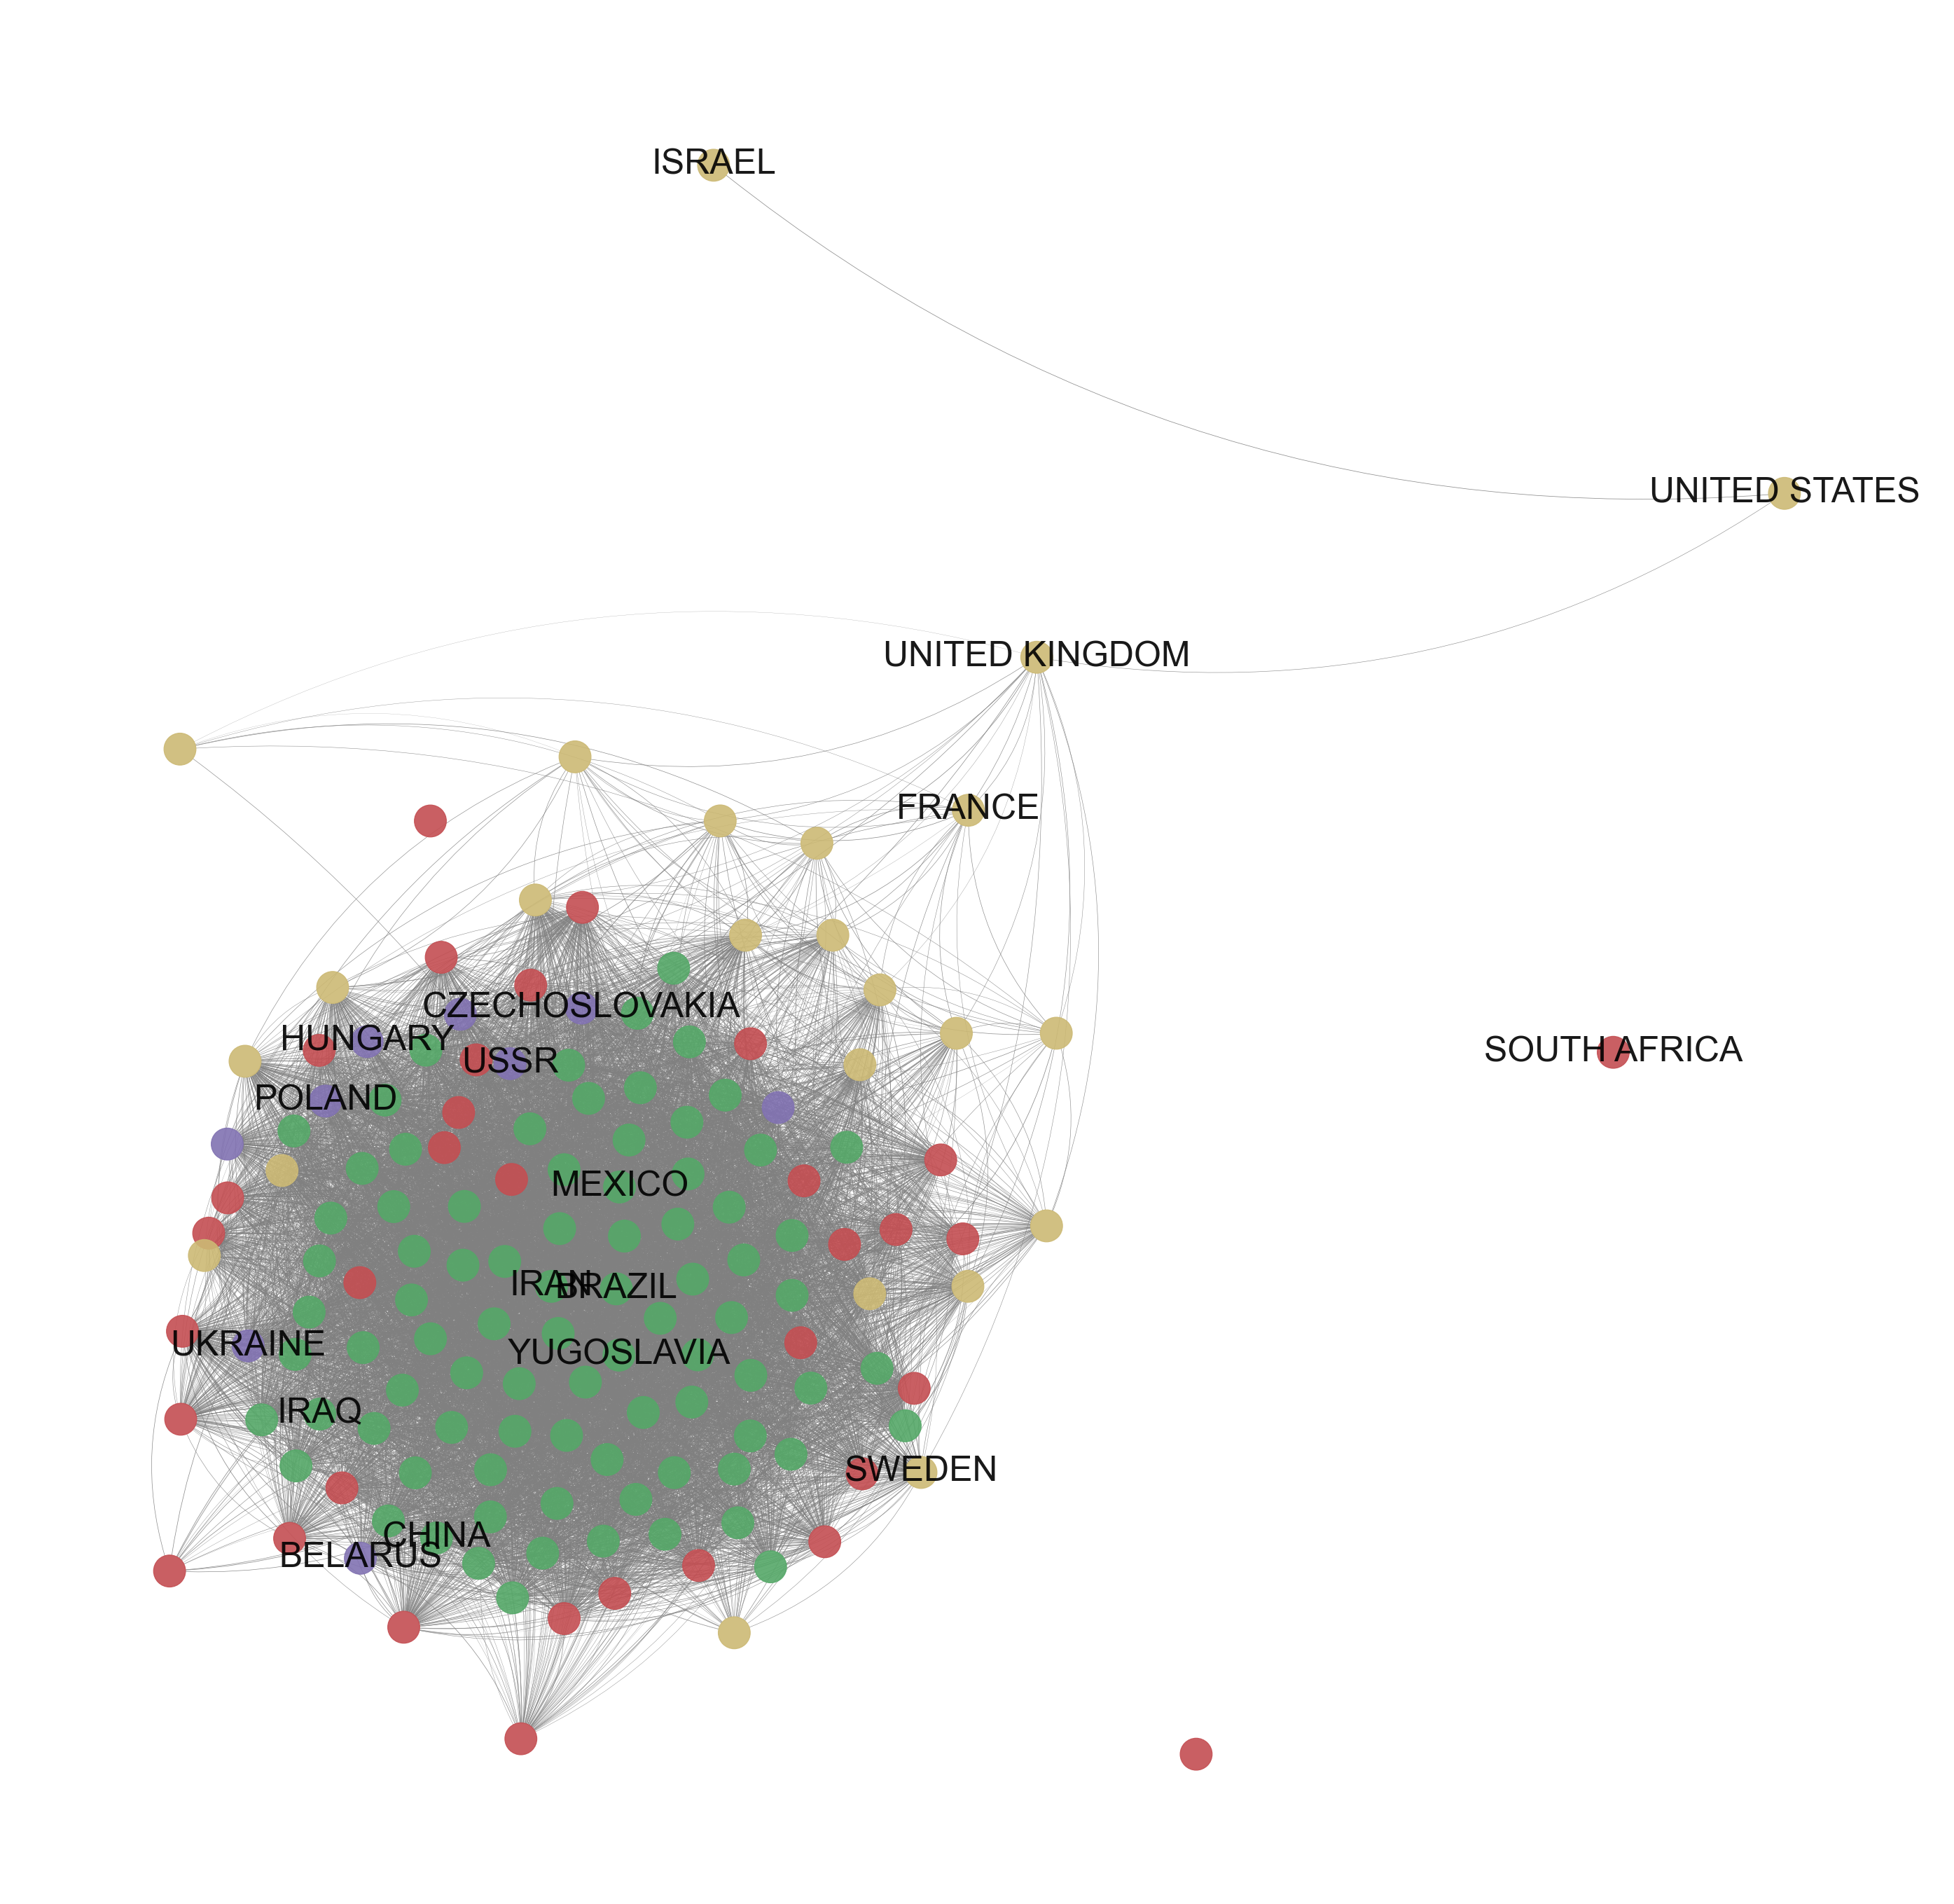 ISRAEL
UNITED STATES
UNITED KINGDOM
FRANCE
CZECHOSLOVAKIA
HUNGARY
USSR
SOUTH AFRICA
POLAND
MEXICO
IRAN
BRAZIL
UKRAINE
YUGOSLAVIA
IRAQ
SWEDEN
CHINA
BELARUS